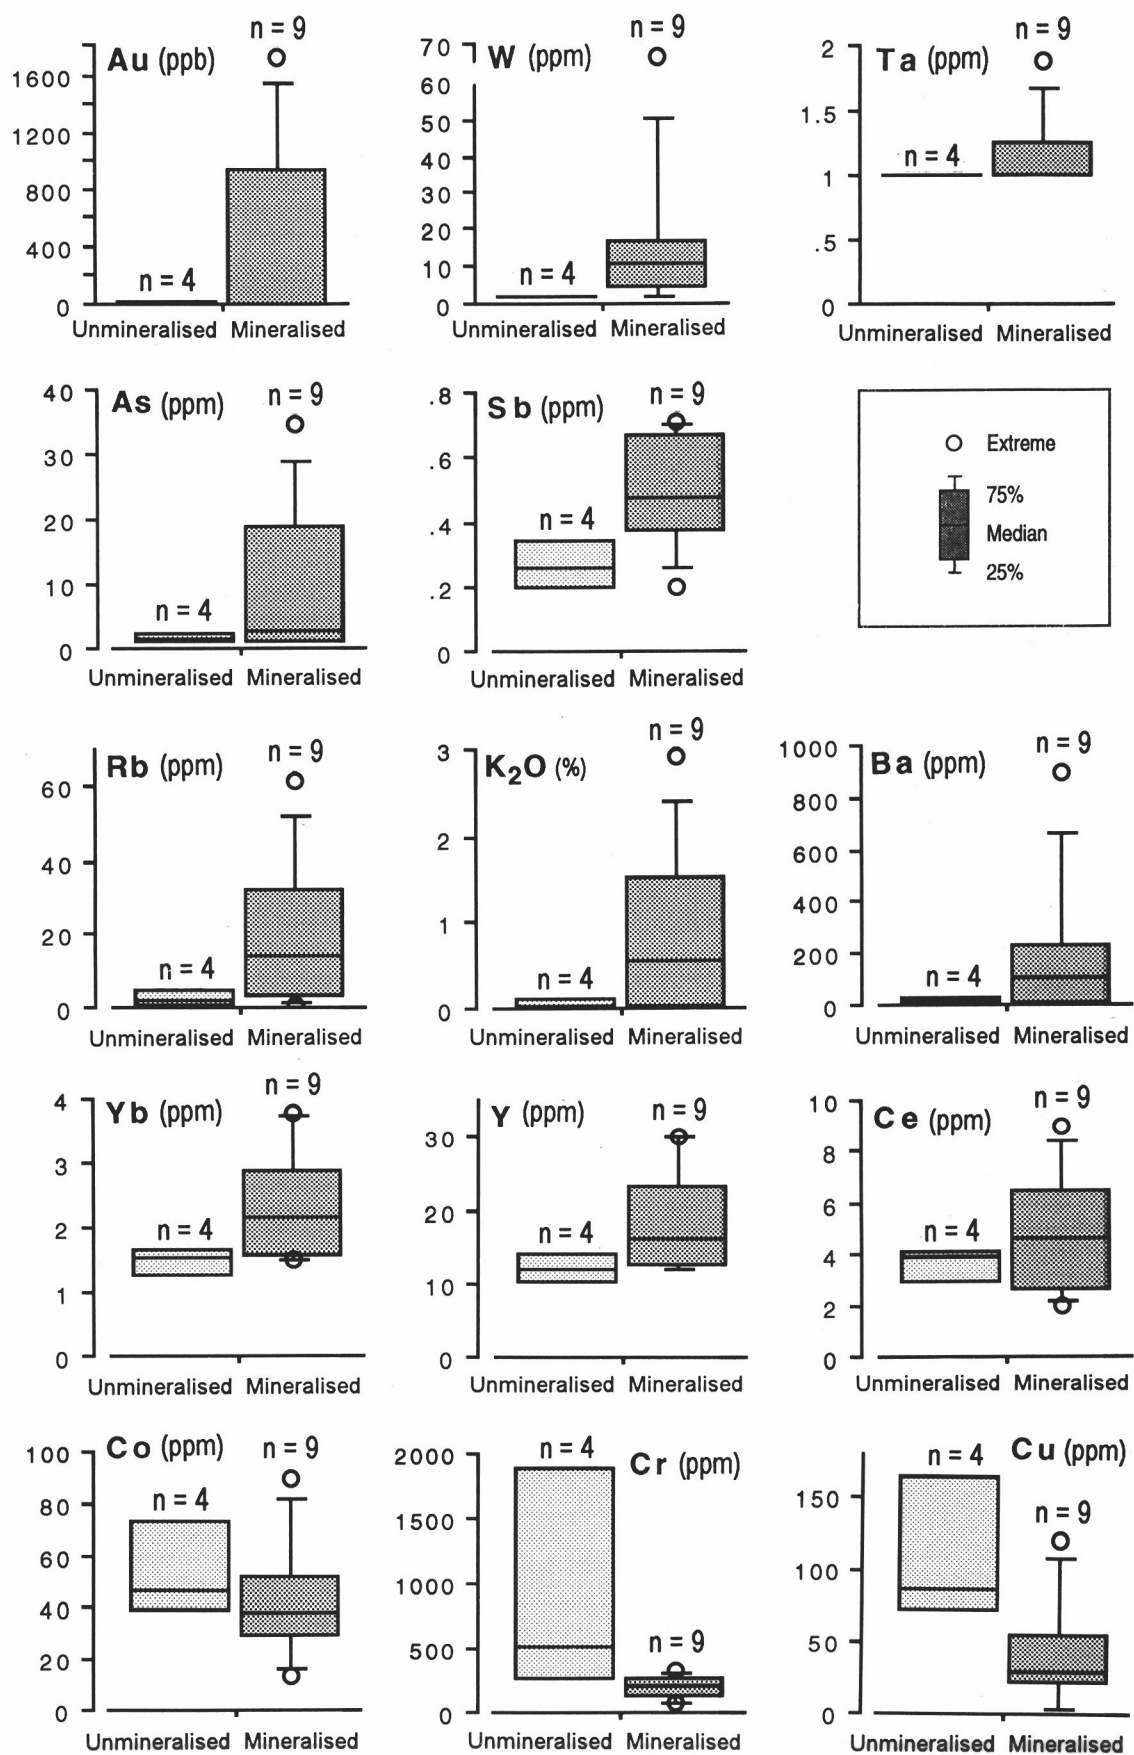 Au (ppb)
n = 9
1600
1200
800
400
0
n = 4
Unmineralised Mineralised
W (ppm)
n = 9
70
60
50
40
30
20
10
0
n = 4
Unmineralised Mineralised
Ta (ppm)
n = 9
2
1.5
1
.5
0
n = 4
Unmineralised Mineralised
As (ppm)
n = 9
40
30
20
10
0
n = 4
Unmineralised Mineralised
Sb (ppm)
n = 9
.8
.6
.4
.2
0
n = 4
Unmineralised Mineralised
Extreme
75%
Median
25%
Rb (ppm)
n = 9
60
40
20
0
n = 4
Unmineralised Mineralised
K₂O (%)
n = 9
3
2
1
0
n = 4
Unmineralised Mineralised
Ba (ppm)
n = 9
1000
800
600
400
200
0
n = 4
Unmineralised Mineralised
Yb (ppm)
n = 9
4
3
2
1
0
n = 4
Unmineralised Mineralised
Y (ppm)
n = 9
30
20
10
0
n = 4
Unmineralised Mineralised
Ce (ppm)
n = 9
10
8
6
4
2
0
n = 4
Unmineralised Mineralised
Co (ppm)
n = 9
100
80
60
40
20
0
n = 4
Unmineralised Mineralised
n = 4
Cr (ppm)
2000
1500
1000
500
0
n = 9
Unmineralised Mineralised
n = 4
Cu (ppm)
150
100
50
0
n = 9
Unmineralised Mineralised